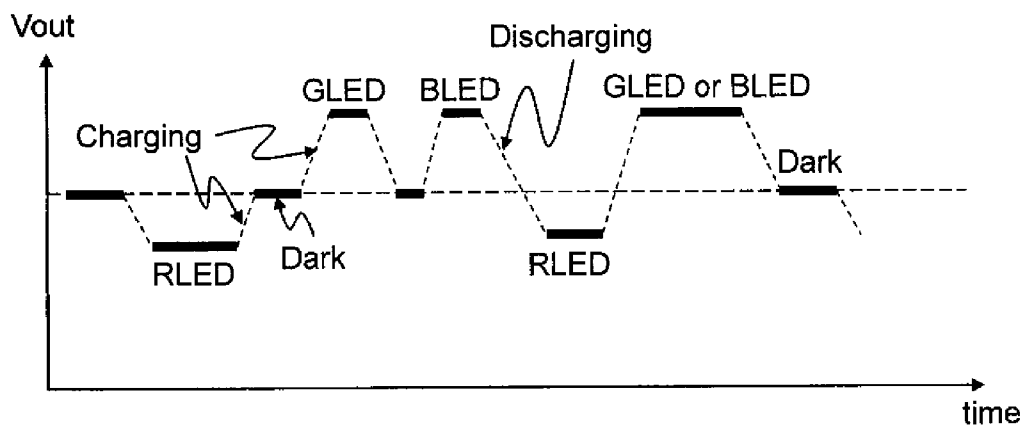 Vout
Discharging
GLED
BLED
GLED or BLED
Charging
Dark
Dark
RLED
RLED
time